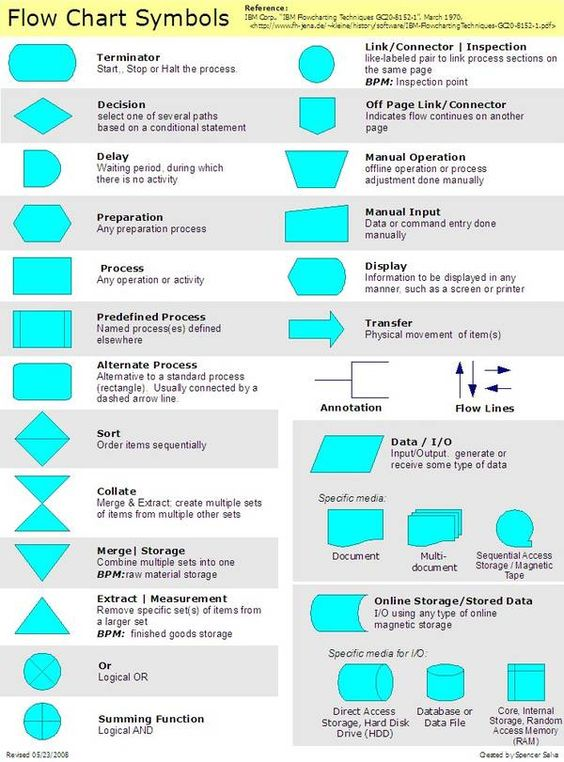 Flow Chart Symbols
Reference:
IBM Corp., "IBM Flowcharting Techniques GC20-8152-1". March 1970.
<http://www.fh-jena.de/~kleine/history/software/IBM-FlowchartingTechniques-GC20-8152-1.pdf>
Terminator
Start,, Stop or Halt the process.
Decision
select one of several paths
based on a conditional statement
Delay
Waiting period, during which
there is no activity
Preparation
Any preparation process
Process
Any operation or activity
Predefined Process
Named process(es) defined
elsewhere
Alternate Process
Alternative to a standard process
(rectangle). Usually connected by a
dashed arrow line.
Sort
Order items sequentially
Collate
Merge & Extract: create multiple sets
of items from multiple other sets
Merge| Storage
Combine multiple sets into one
BPM:raw material storage
Extract | Measurement
Remove specific set(s) of items from
a larger set
BPM: finished goods storage
Or
Logical OR
Summing Function
Logical AND
Link/Connector | Inspection
like-labeled pair to link process sections on
the same page
BPM: Inspection point
Off Page Link/Connector
Indicates flow continues on another
page
Manual Operation
offline operation or process
adjustment done manually
Manual Input
Data or command entry done
manually
Display
Information to be displayed in any
manner, such as a screen or printer
Transfer
Physical movement of item(s)
Annotation
Flow Lines
Data / I/O
Input/Output. generate or
receive some type of data
Specific media:
Document
Multi-
document
Sequential Access
Storage / Magnetic
Tape
Online Storage/Stored Data
I/O using any type of online
magnetic storage
Specific media for I/O:
Direct Access
Storage, Hard Disk
Drive (HDD)
Database or
Data File
Core, Internal
Storage, Random
Access Memory
(RAM)
Revised 05/23/2008
Created by Spencer Salva